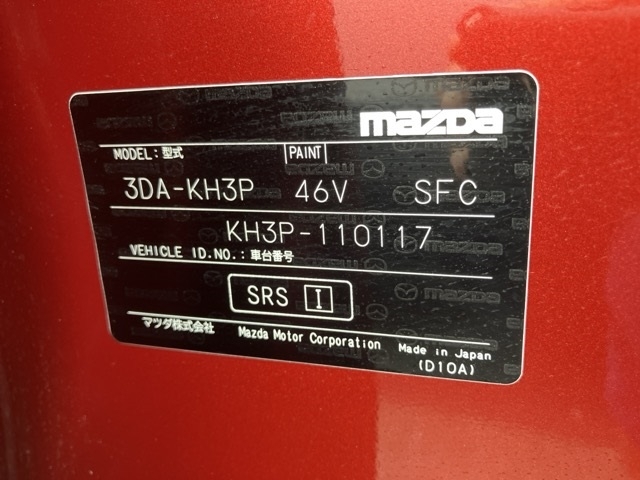 mazda
MODEL:型式 PAINT
3DA-KH3P 46V SFC
KH3P-110117
VEHICLE ID.NO.:車台番号
SRS I
マツダ株式会社 Mazda Motor Corporation Made in Japan
(D10A)